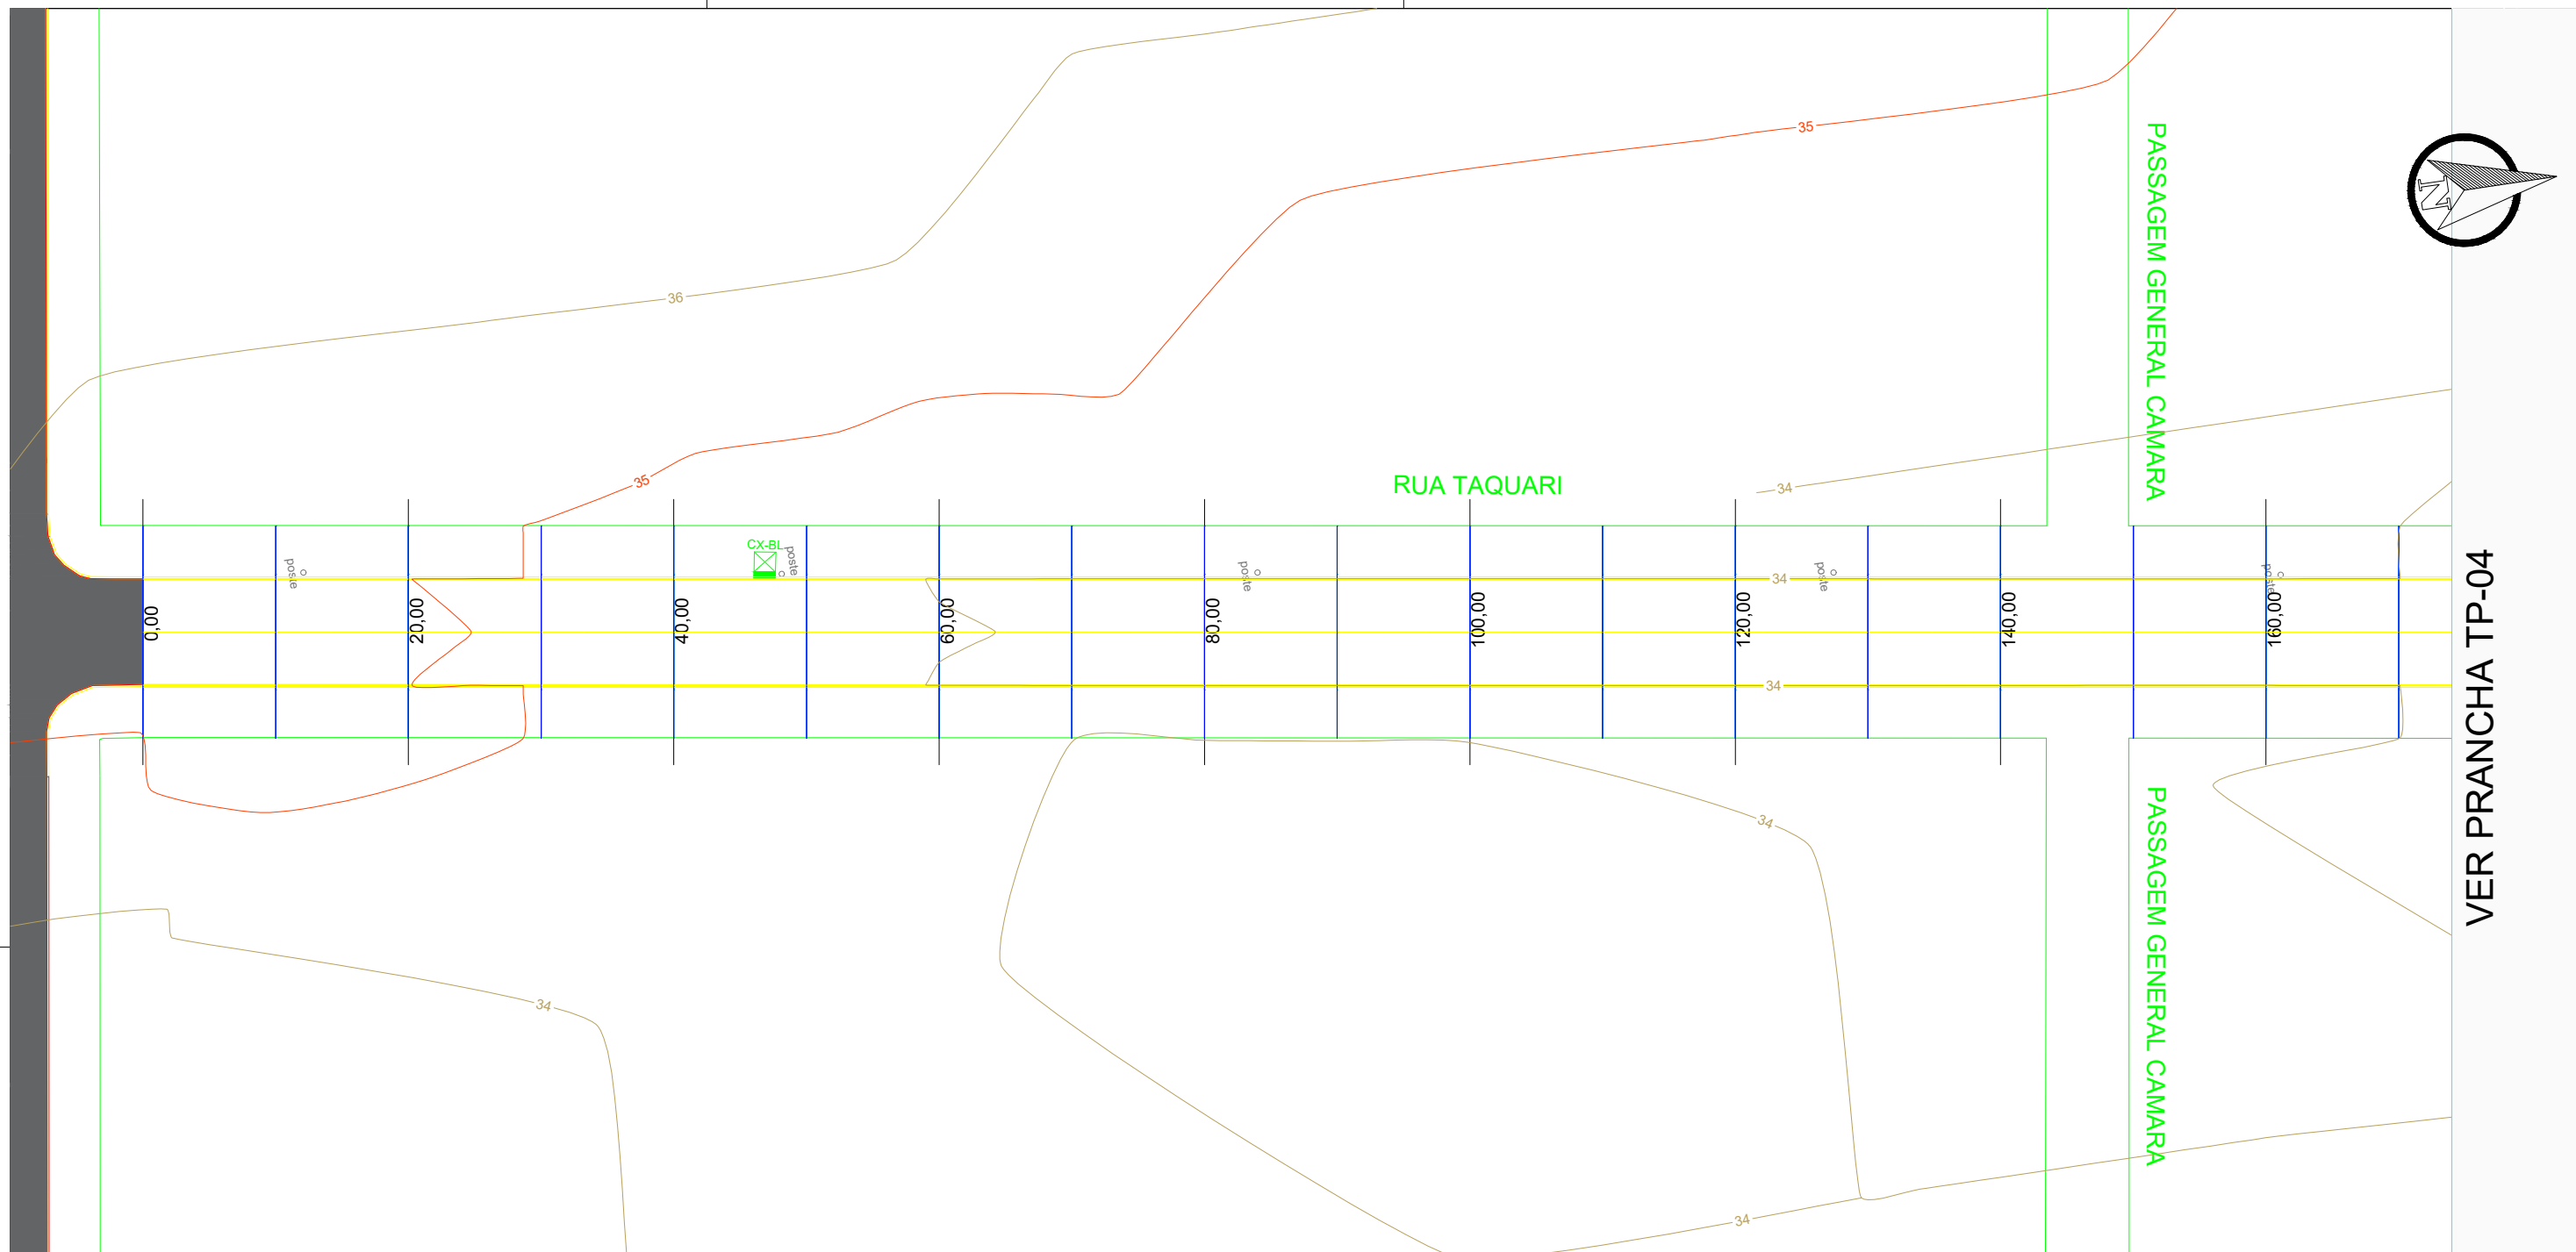 35
PASSAGEM GENERAL CAMARA
N
36
35
RUA TAQUARI
34
CX-BL
poste
poste
poste
poste
poste
34
0,00
20,00
40,00
60,00
80,00
100,00
120,00
140,00
160,00
34
VER PRANCHA TP-04
34
PASSAGEM GENERAL CAMARA
34
34